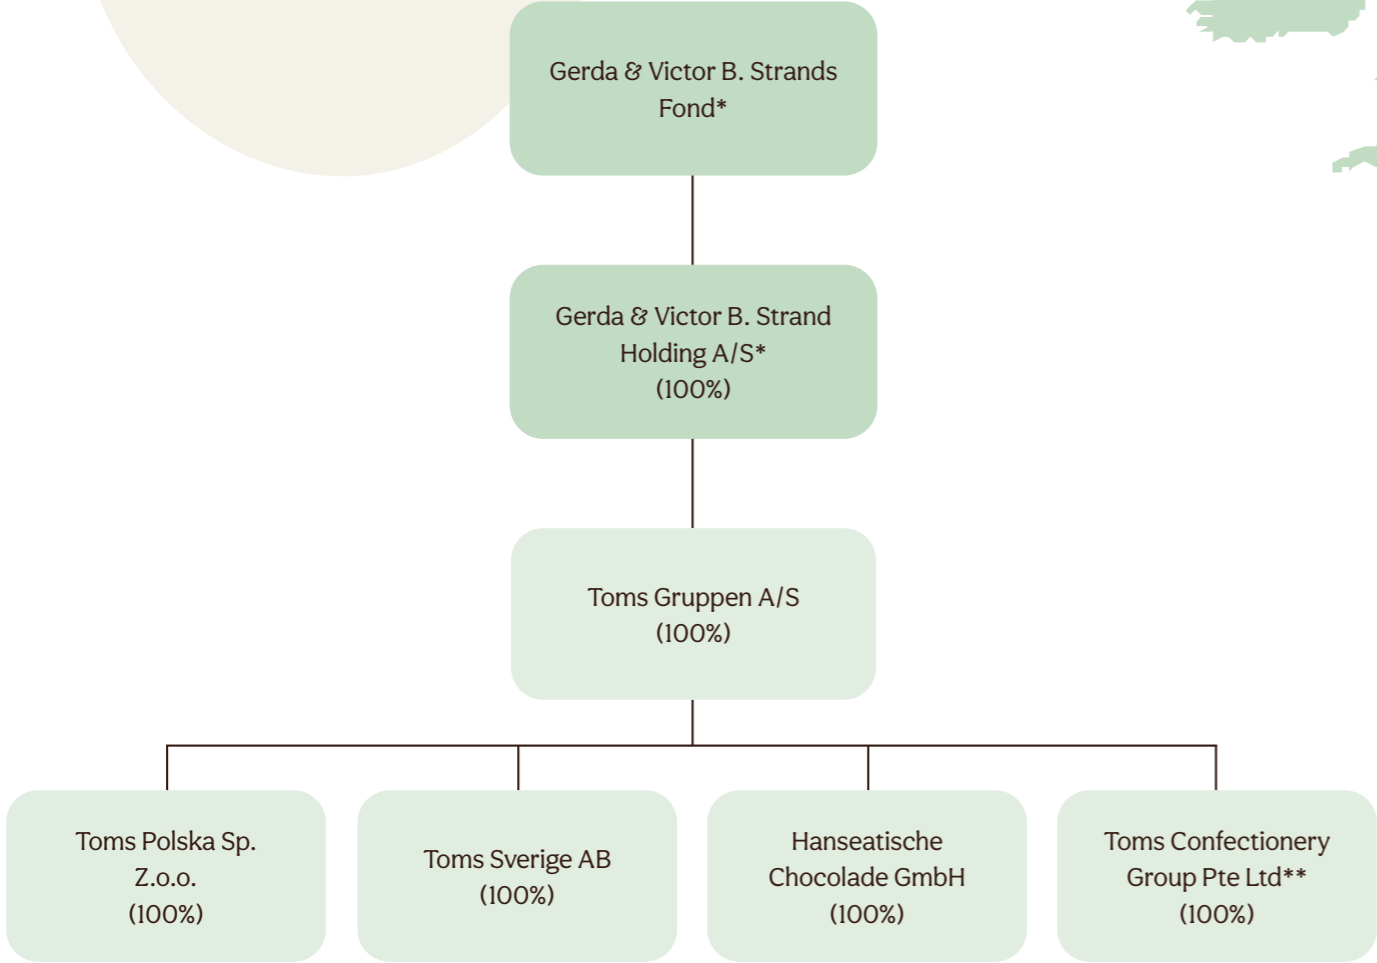 Gerda & Victor B. Strands
Fond*
Gerda & Victor B. Strand
Holding A/S*
(100%)
Toms Gruppen A/S
(100%)
Toms Polska Sp.
Z.o.o.
(100%)
Toms Sverige AB
(100%)
Hanseatische
Chocolade GmbH
(100%)
Toms Confectionery
Group Pte Ltd**
(100%)